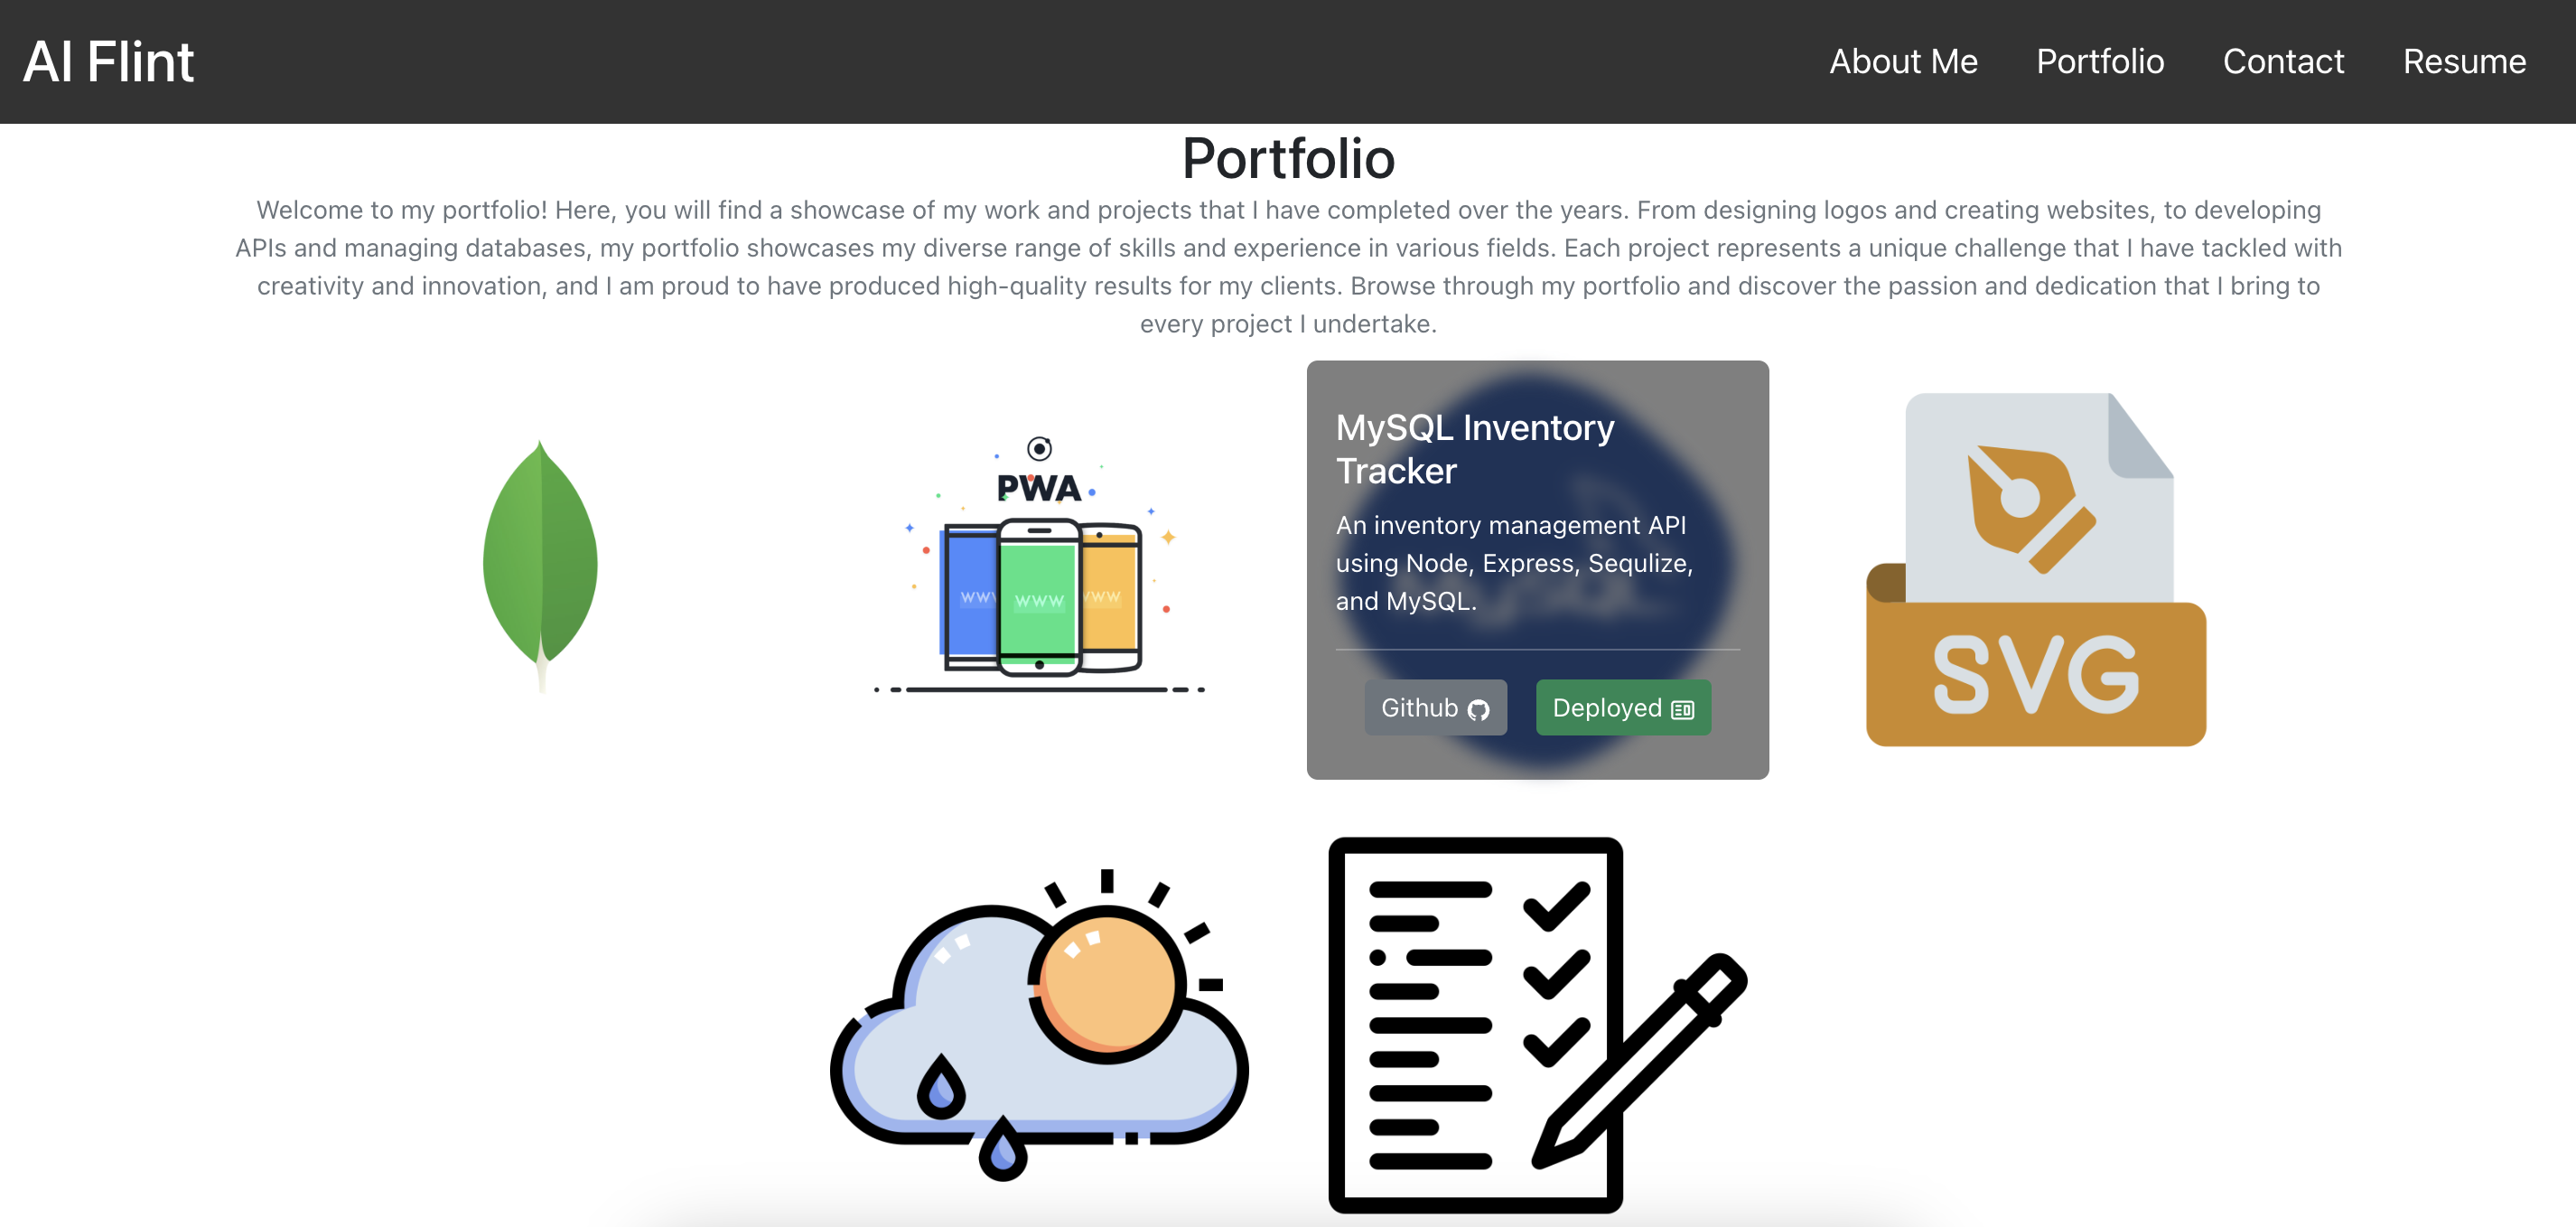 Al Flint
About Me Portfolio Contact Resume
Portfolio
Welcome to my portfolio! Here, you will find a showcase of my work and projects that I have completed over the years. From designing logos and creating websites, to developing
APIs and managing databases, my portfolio showcases my diverse range of skills and experience in various fields. Each project represents a unique challenge that I have tackled with
creativity and innovation, and I am proud to have produced high-quality results for my clients. Browse through my portfolio and discover the passion and dedication that I bring to
every project I undertake.
PWA
WWW
WWW
MySQL Inventory
Tracker
An inventory management API
using Node, Express, Sequlize,
and MySQL.
Github
Deployed
SVG